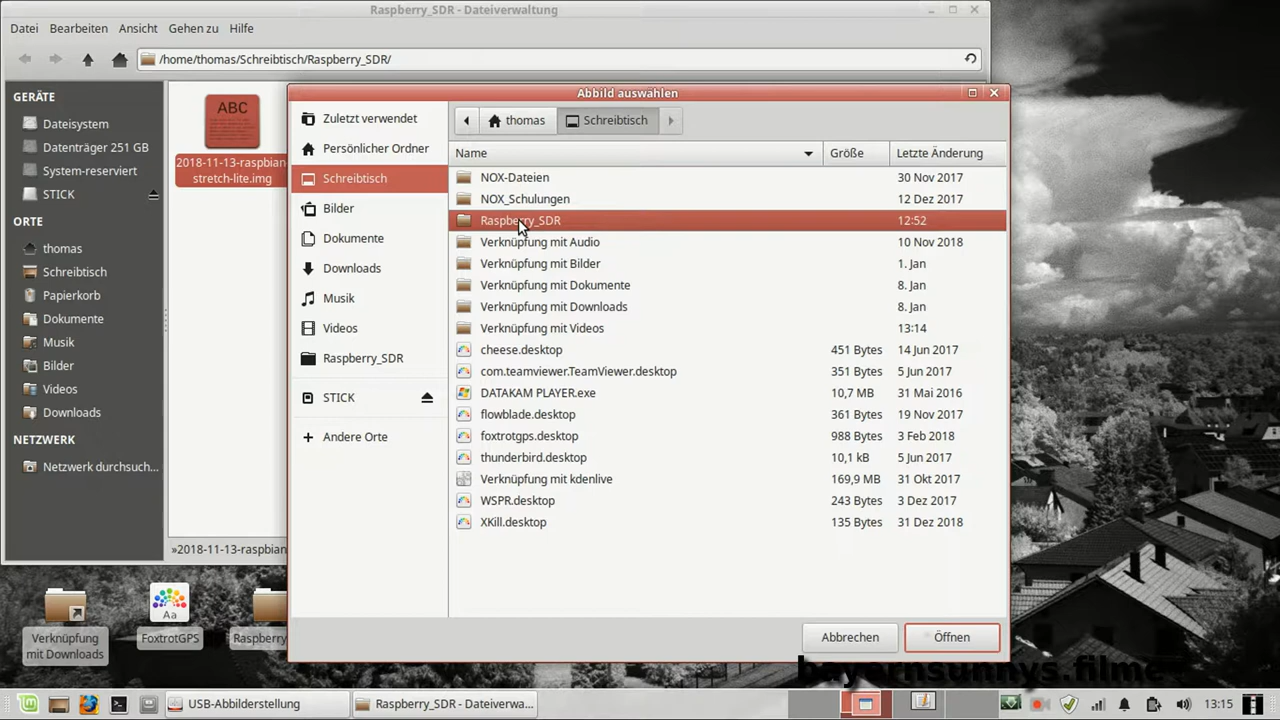 Raspberry_SDR - Dateiverwaltung
Datei Bearbeiten Ansicht Gehen zu Hilfe
/home/thomas/Schreibtisch/Raspberry_SDR/
GERÄTE
Dateisystem
Datenträger 251 GB
System-reserviert
STICK
ORTE
thomas
Schreibtisch
Papierkorb
Dokumente
Musik
Bilder
Videos
Downloads
NETZWERK
Netzwerk durchsuch...
ABC
2018-11-13-raspbian-
stretch-lite.img
»2018-11-13-raspbian
Abbild auswählen
Zuletzt verwendet
Persönlicher Ordner
Schreibtisch
Bilder
Dokumente
Downloads
Musik
Videos
Raspberry_SDR
STICK
Andere Orte
thomas Schreibtisch
Name Größe Letzte Änderung
NOX-Dateien 30 Nov 2017
NOX_Schulungen 12 Dez 2017
Raspberry_SDR 12:52
Verknüpfung mit Audio 10 Nov 2018
Verknüpfung mit Bilder 1. Jan
Verknüpfung mit Dokumente 8. Jan
Verknüpfung mit Downloads 8. Jan
Verknüpfung mit Videos 13:14
cheese.desktop 451 Bytes 14 Jun 2017
com.teamviewer.TeamViewer.desktop 351 Bytes 5 Jun 2017
DATAKAM PLAYER.exe 10,7 MB 31 Mai 2016
flowblade.desktop 361 Bytes 19 Nov 2017
foxtrotgps.desktop 988 Bytes 3 Feb 2018
thunderbird.desktop 10,1 kB 5 Jun 2017
Verknüpfung mit kdenlive 169,9 MB 31 Okt 2017
WSPR.desktop 243 Bytes 3 Dez 2017
XKill.desktop 135 Bytes 31 Dez 2018
Abbrechen Öffnen
Aa
Verknüpfung
mit Downloads
FoxtrotGPS
Raspberry
bayernsunnys.filme
USB-Abbilderstellung
Raspberry_SDR - Dateiverwa...
13:15